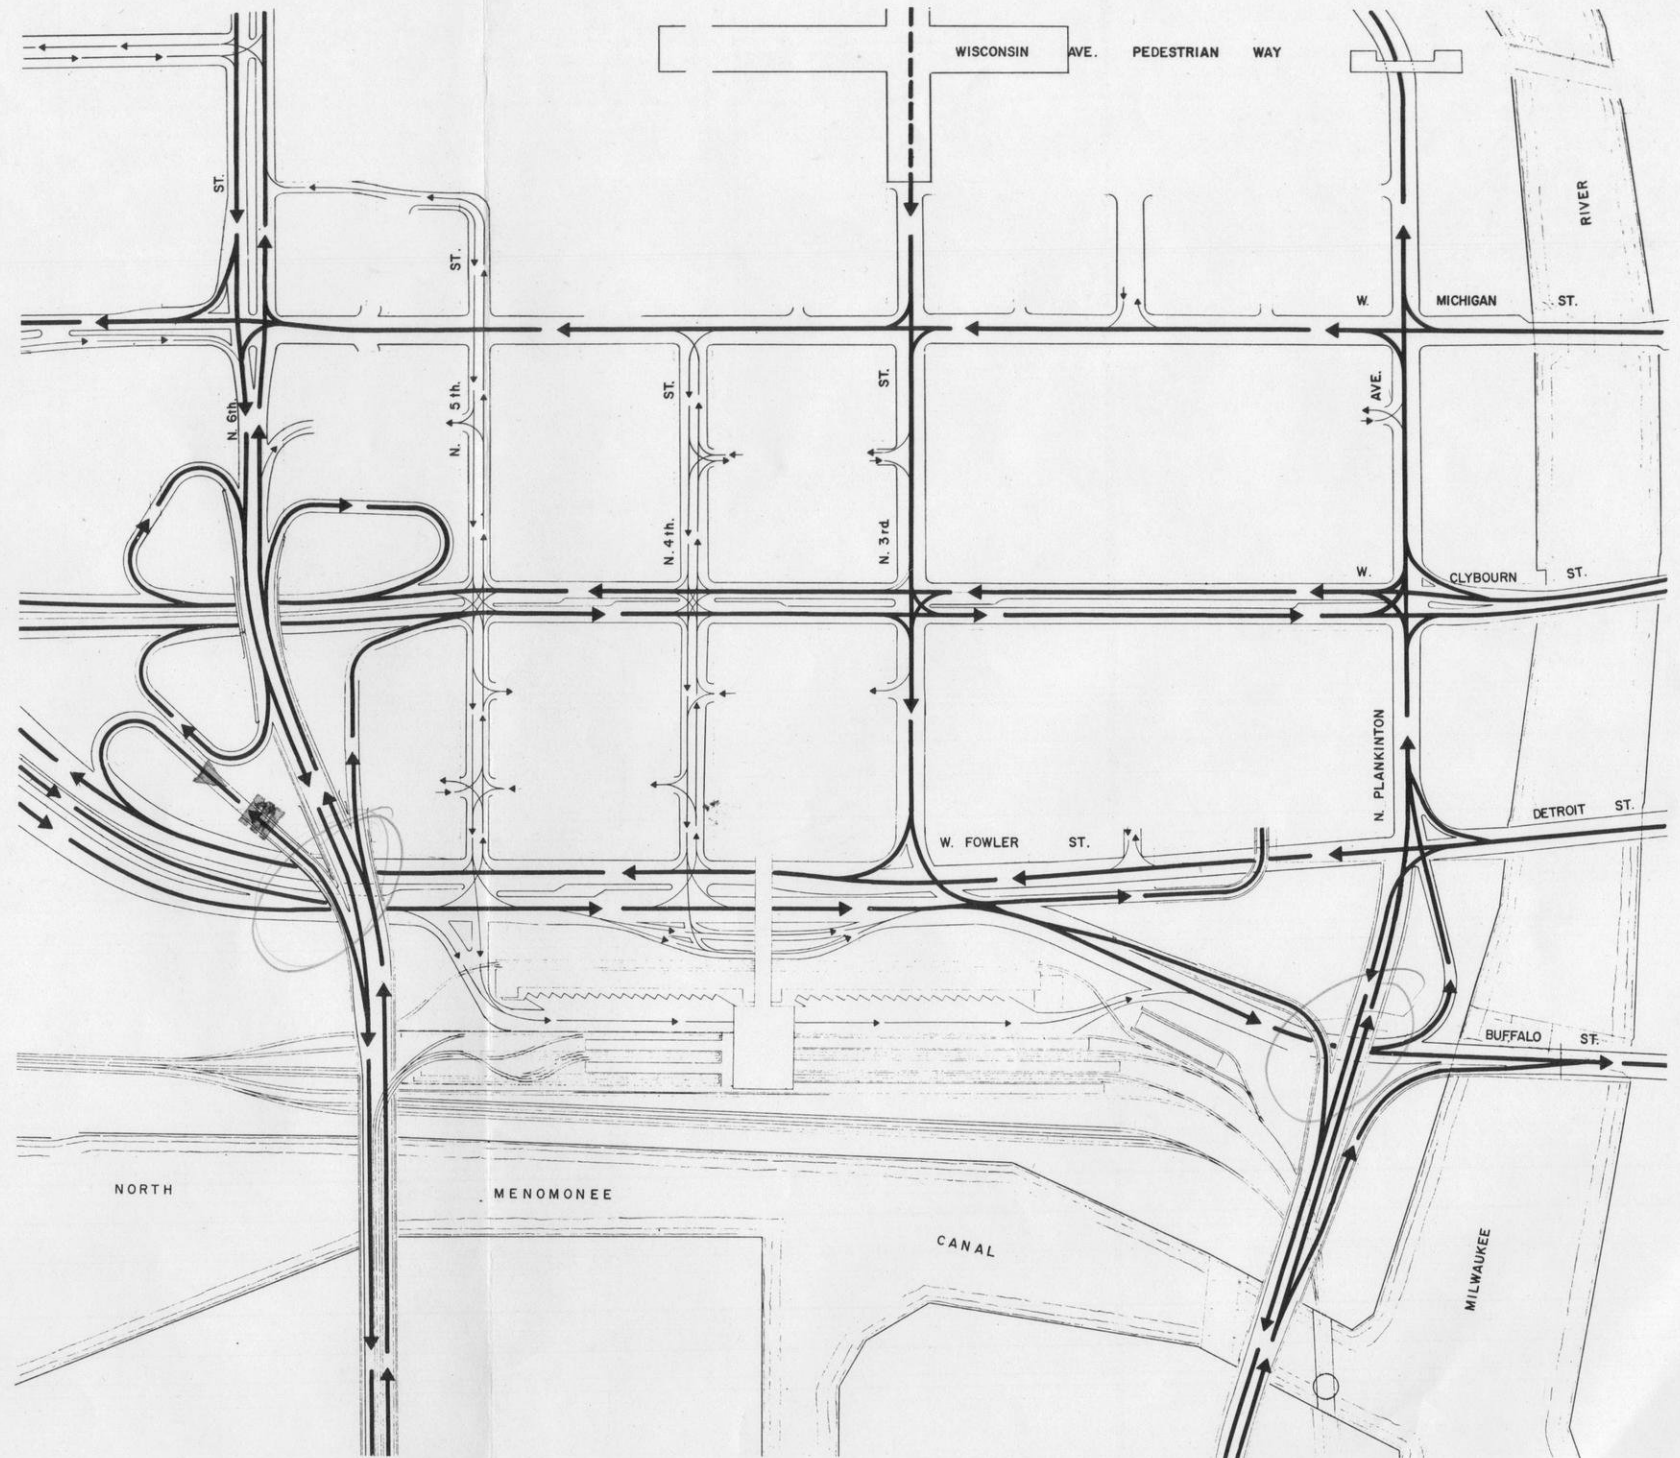 WISCONSIN AVE. PEDESTRIAN WAY
ST.
RIVER
ST.
W. MICHIGAN ST.
N. 6th.
N. 5th.
ST.
ST.
AVE.
N. 4th.
N. 3rd.
W. CLYBOURN ST.
N. PLANKINTON
DETROIT ST.
W. FOWLER ST.
BUFFALO ST.
NORTH MENOMONEE CANAL
MILWAUKEE